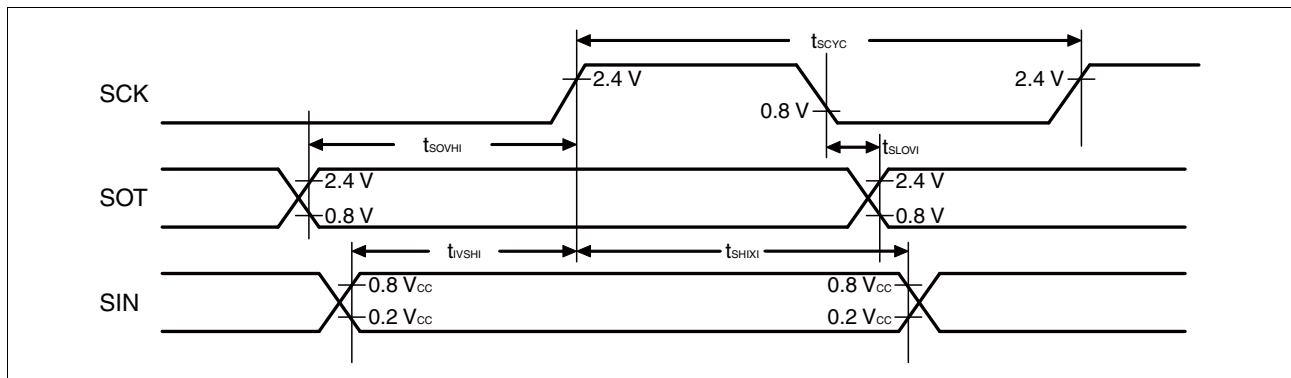 tSCYC
SCK
2.4 V
0.8 V
2.4 V
tSOVHI
tSLOVI
SOT
2.4 V
0.8 V
2.4 V
0.8 V
tIVSHI
tSHIXI
SIN
0.8 VCC
0.2 VCC
0.8 VCC
0.2 VCC